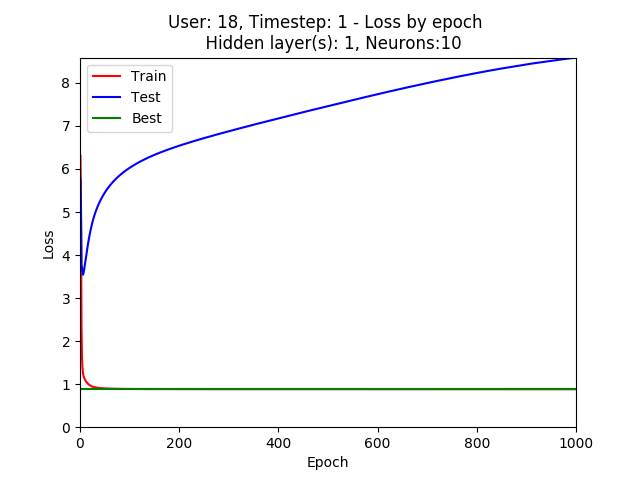 User: 18, Timestep: 1 - Loss by epoch
Hidden layer(s): 1, Neurons:10
Train
Test
Best
8
7
6
5
4
3
2
1
0
Loss
0 200 400 600 800 1000
Epoch